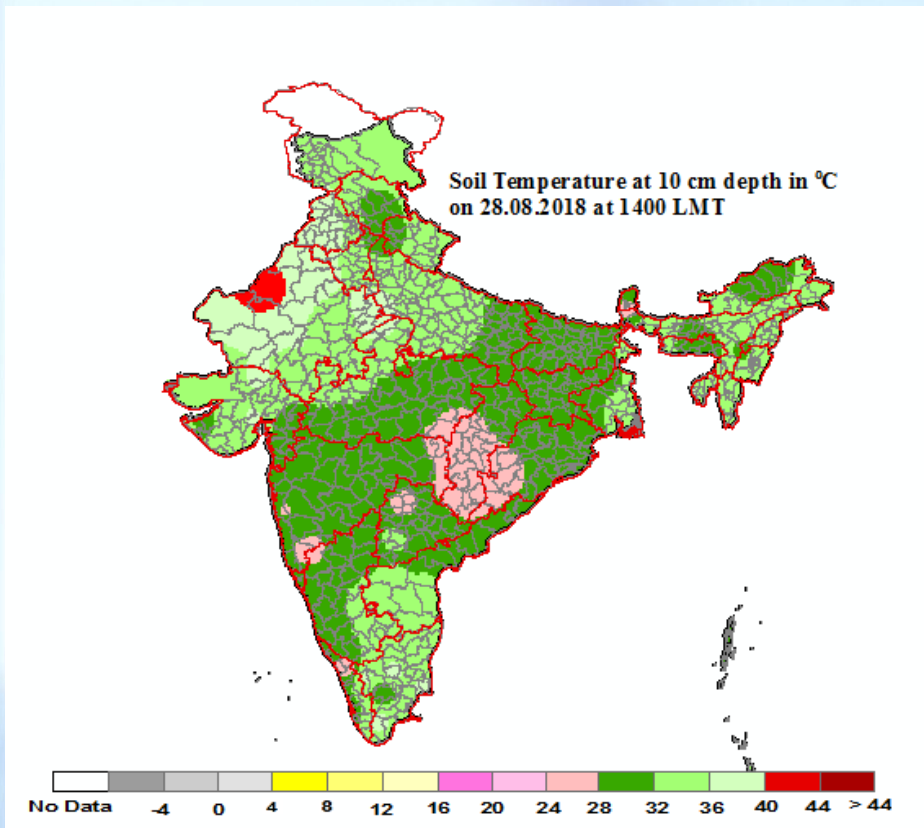 Soil Temperature at 10 cm depth in ⁰C
on 28.08.2018 at 1400 LMT
No Data -4 0 4 8 12 16 20 24 28 32 36 40 44 > 44